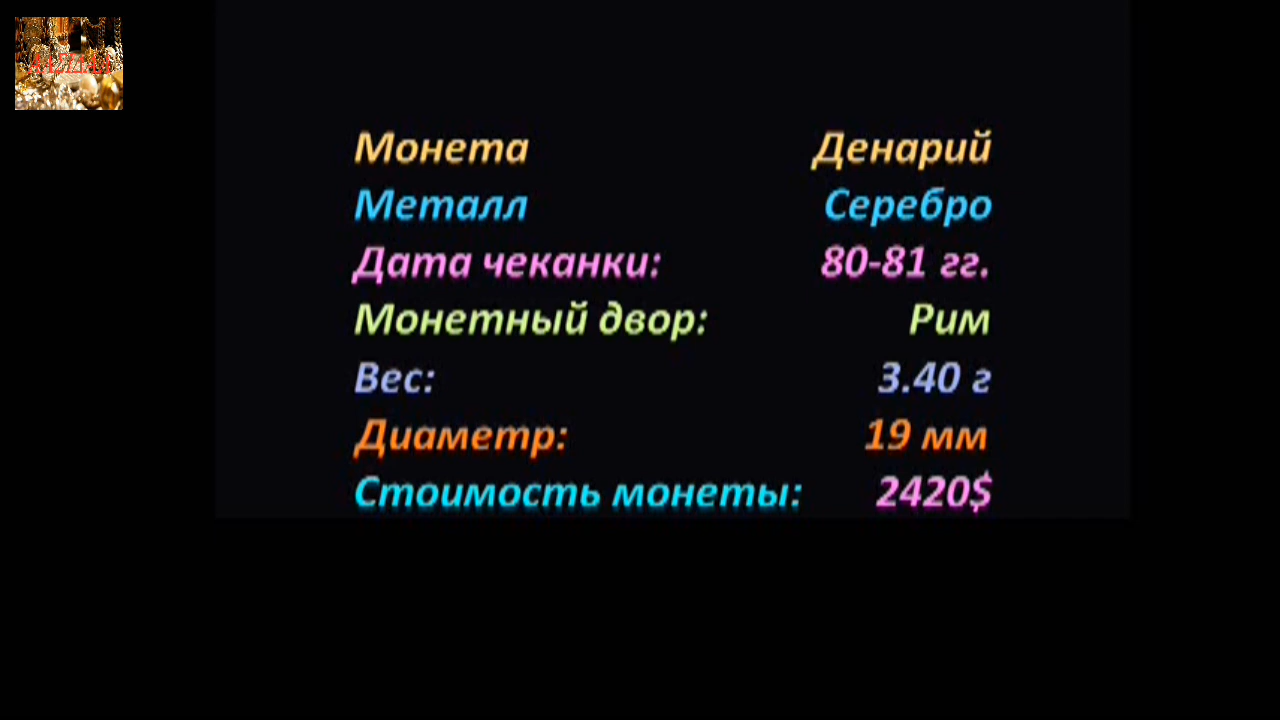 Монета Денарий
Металл Серебро
Дата чеканки: 80-81 гг.
Монетный двор: Рим
Вес: 3.40 г
Диаметр: 19 мм
Стоимость монеты: 2420$